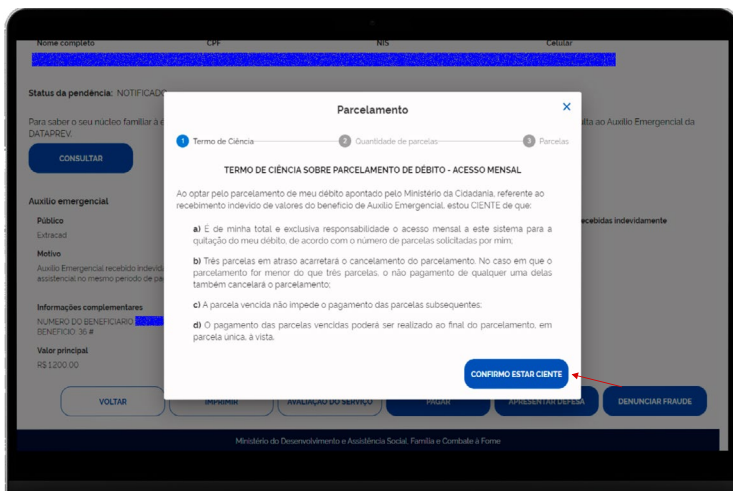 Nome completo CPF NIS Celular
Status da pendência: NOTIFICADO
Para saber o seu núcleo familiar à
lta ao Auxílio Emergencial da
DATAPREV.
CONSULTAR
Auxílio emergencial
Público
ecebidas indevidamente
Extracad
Motivo
Auxílio Emergencial recebido indevid
assistencial no mesmo período de pa
Informações complementares
NUMERO DO BENEFICIARIO
BENEFICIO: 36 #
Valor principal
R$ 1200.00
Parcelamento ×
1 Termo de Ciência 2 Quantidade de parcelas 3 Parcelas
TERMO DE CIÊNCIA SOBRE PARCELAMENTO DE DÉBITO - ACESSO MENSAL
Ao optar pelo parcelamento de meu débito apontado pelo Ministério da Cidadania, referente ao
recebimento indevido de valores do benefício de Auxílio Emergencial, estou CIENTE de que:
a) É de minha total e exclusiva responsabilidade o acesso mensal a este sistema para a
quitação do meu débito, de acordo com o número de parcelas solicitadas por mim;
b) Três parcelas em atraso acarretará o cancelamento do parcelamento. No caso em que o
parcelamento for menor do que três parcelas, o não pagamento de qualquer uma delas
também cancelará o parcelamento;
c) A parcela vencida não impede o pagamento das parcelas subsequentes;
d) O pagamento das parcelas vencidas poderá ser realizado ao final do parcelamento, em
parcela única, à vista.
CONFIRMO ESTAR CIENTE
VOLTAR IMPRIMIR AVALIAÇÃO DO SERVIÇO PAGAR APRESENTAR DEFESA DENUNCIAR FRAUDE
Ministério do Desenvolvimento e Assistência Social, Família e Combate à Fome